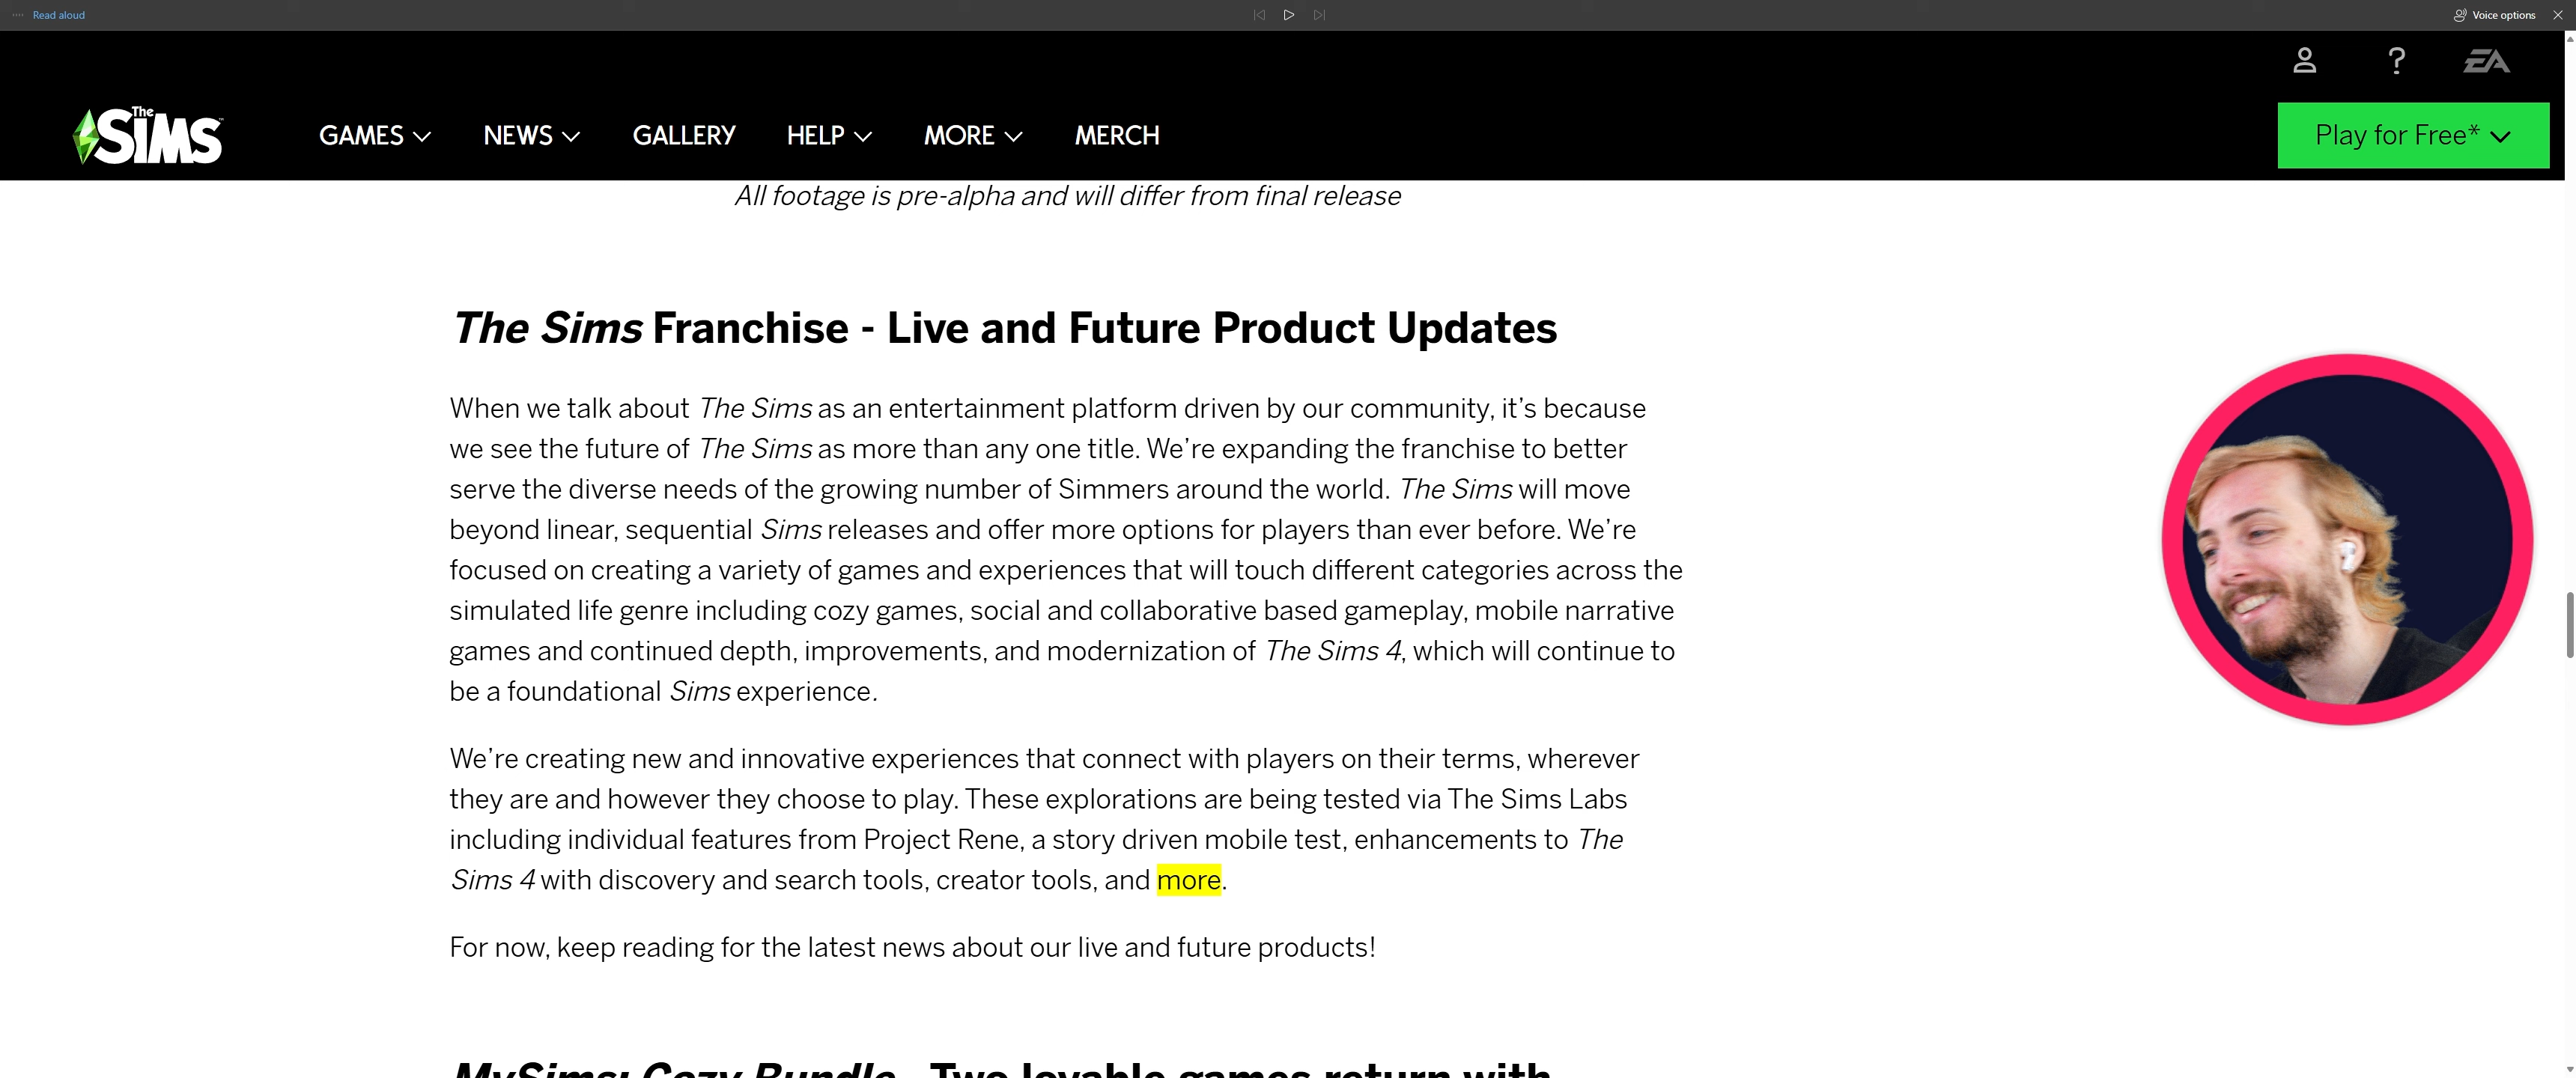 Read aloud
Voice options
EA
The SIMS
GAMES NEWS GALLERY HELP MORE MERCH
Play for Free*
All footage is pre-alpha and will differ from final release
The Sims Franchise - Live and Future Product Updates
When we talk about The Sims as an entertainment platform driven by our community, it’s because
we see the future of The Sims as more than any one title. We’re expanding the franchise to better
serve the diverse needs of the growing number of Simmers around the world. The Sims will move
beyond linear, sequential Sims releases and offer more options for players than ever before. We’re
focused on creating a variety of games and experiences that will touch different categories across the
simulated life genre including cozy games, social and collaborative based gameplay, mobile narrative
games and continued depth, improvements, and modernization of The Sims 4, which will continue to
be a foundational Sims experience.
We’re creating new and innovative experiences that connect with players on their terms, wherever
they are and however they choose to play. These explorations are being tested via The Sims Labs
including individual features from Project Rene, a story driven mobile test, enhancements to The
Sims 4 with discovery and search tools, creator tools, and more.
For now, keep reading for the latest news about our live and future products!
MySims: Cozy Bundle - Two lovable games return with